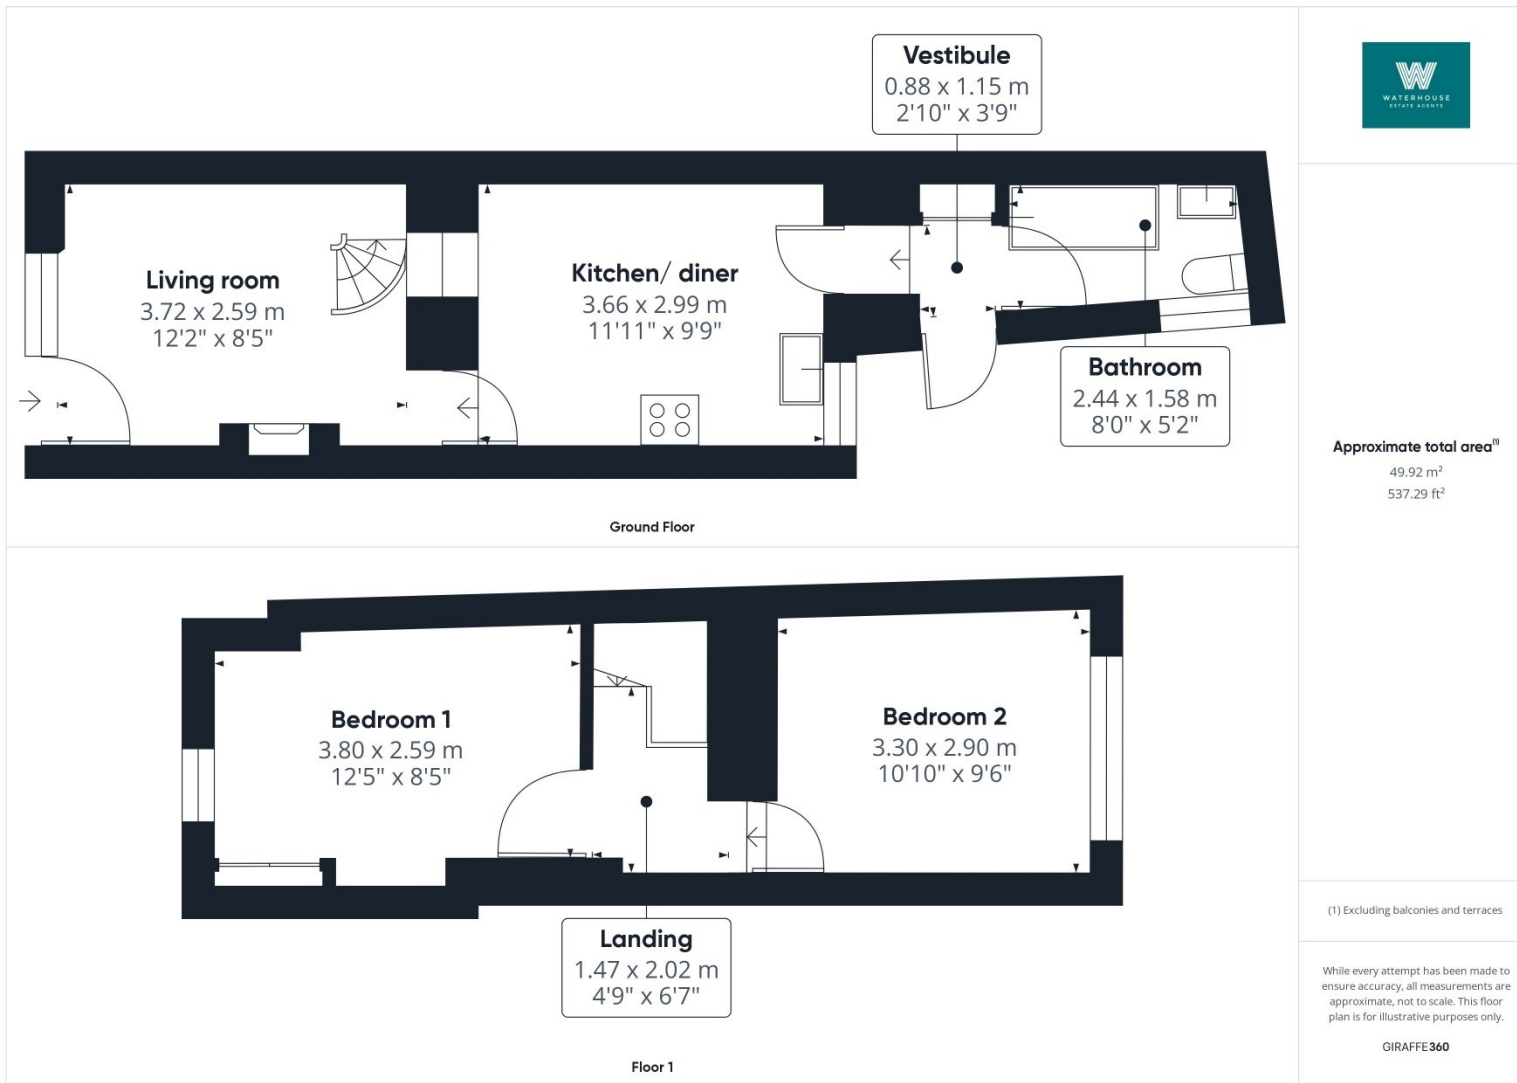 Vestibule
0.88 x 1.15 m
2'10" x 3'9"
Living room
3.72 x 2.59 m
12'2" x 8'5"
Kitchen/ diner
3.66 x 2.99 m
11'11" x 9'9"
Bathroom
2.44 x 1.58 m
8'0" x 5'2"
Ground Floor
Bedroom 1
3.80 x 2.59 m
12'5" x 8'5"
Bedroom 2
3.30 x 2.90 m
10'10" x 9'6"
Landing
1.47 x 2.02 m
4'9" x 6'7"
Floor 1
W
WATERHOUSE
ESTATE AGENTS
Approximate total area(1)
49.92 m²
537.29 ft²
(1) Excluding balconies and terraces
While every attempt has been made to
ensure accuracy, all measurements are
approximate, not to scale. This floor
plan is for illustrative purposes only.
GIRAFFE360